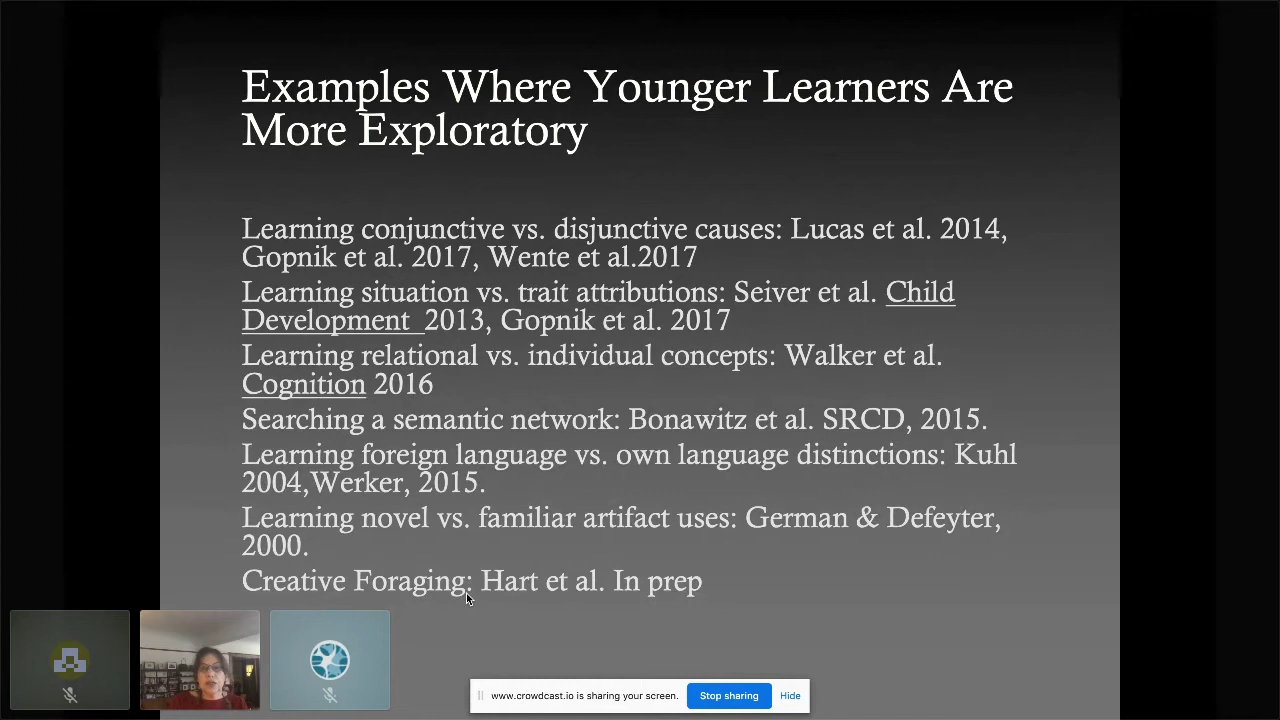 Examples Where Younger Learners Are
More Exploratory
Learning conjunctive vs. disjunctive causes: Lucas et al. 2014,
Gopnik et al. 2017, Wente et al.2017
Learning situation vs. trait attributions: Seiver et al. Child
Development 2013, Gopnik et al. 2017
Learning relational vs. individual concepts: Walker et al.
Cognition 2016
Searching a semantic network: Bonawitz et al. SRCD, 2015.
Learning foreign language vs. own language distinctions: Kuhl
2004,Werker, 2015.
Learning novel vs. familiar artifact uses: German & Defeyter,
2000.
Creative Foraging: Hart et al. In prep
www.crowdcast.io is sharing your screen. Stop sharing Hide